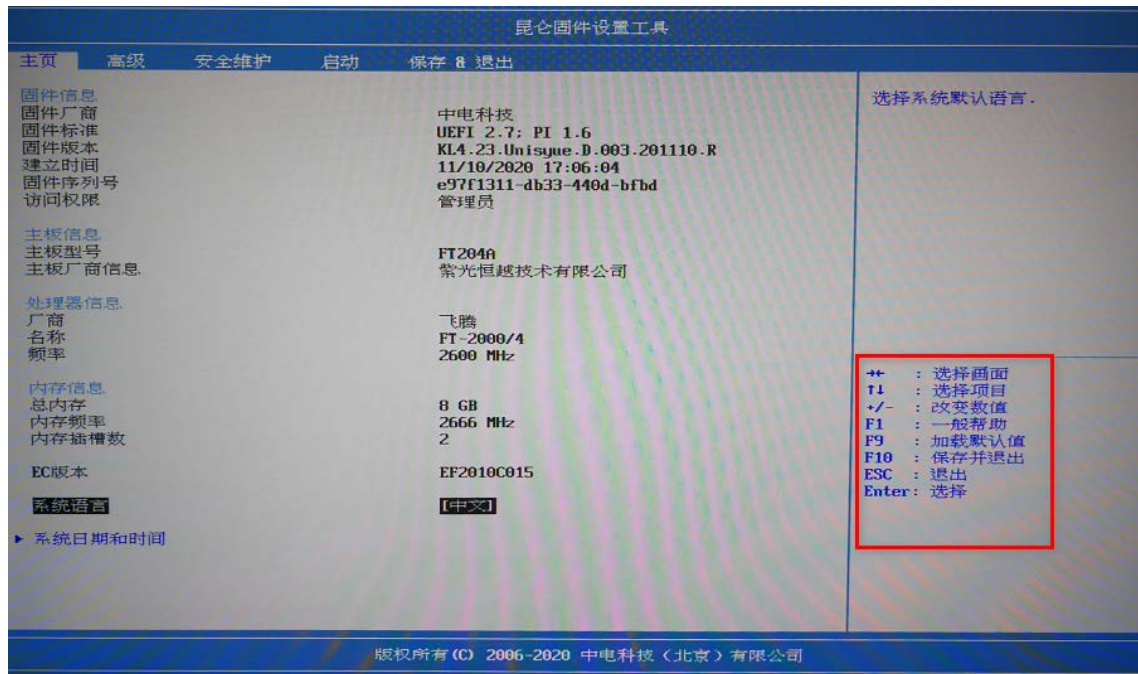 昆仑固件设置工具
主页 高级 安全维护 启动 保存 & 退出
固件信息
固件厂商 中电科技
固件标准 UEFI 2.7; PI 1.6
固件版本 KL4.23.Unisyue.D.003.201110.R
建立时间 11/10/2020 17:06:04
固件序列号 e97f1311-db33-440d-bfbd
访问权限 管理员
主板信息
主板型号 FT204A
主板厂商信息 紫光恒越技术有限公司
处理器信息
厂商 飞腾
名称 FT-2000/4
频率 2600 MHz
内存信息
总内存 8 GB
内存频率 2666 MHz
内存插槽数 2
EC版本 EF2010C015
系统语言 [中文]
▶ 系统日期和时间
选择系统默认语言.
→← : 选择画面
↑↓ : 选择项目
+/- : 改变数值
F1 : 一般帮助
F9 : 加载默认值
F10 : 保存并退出
ESC : 退出
Enter: 选择
版权所有(C) 2006-2020 中电科技（北京）有限公司